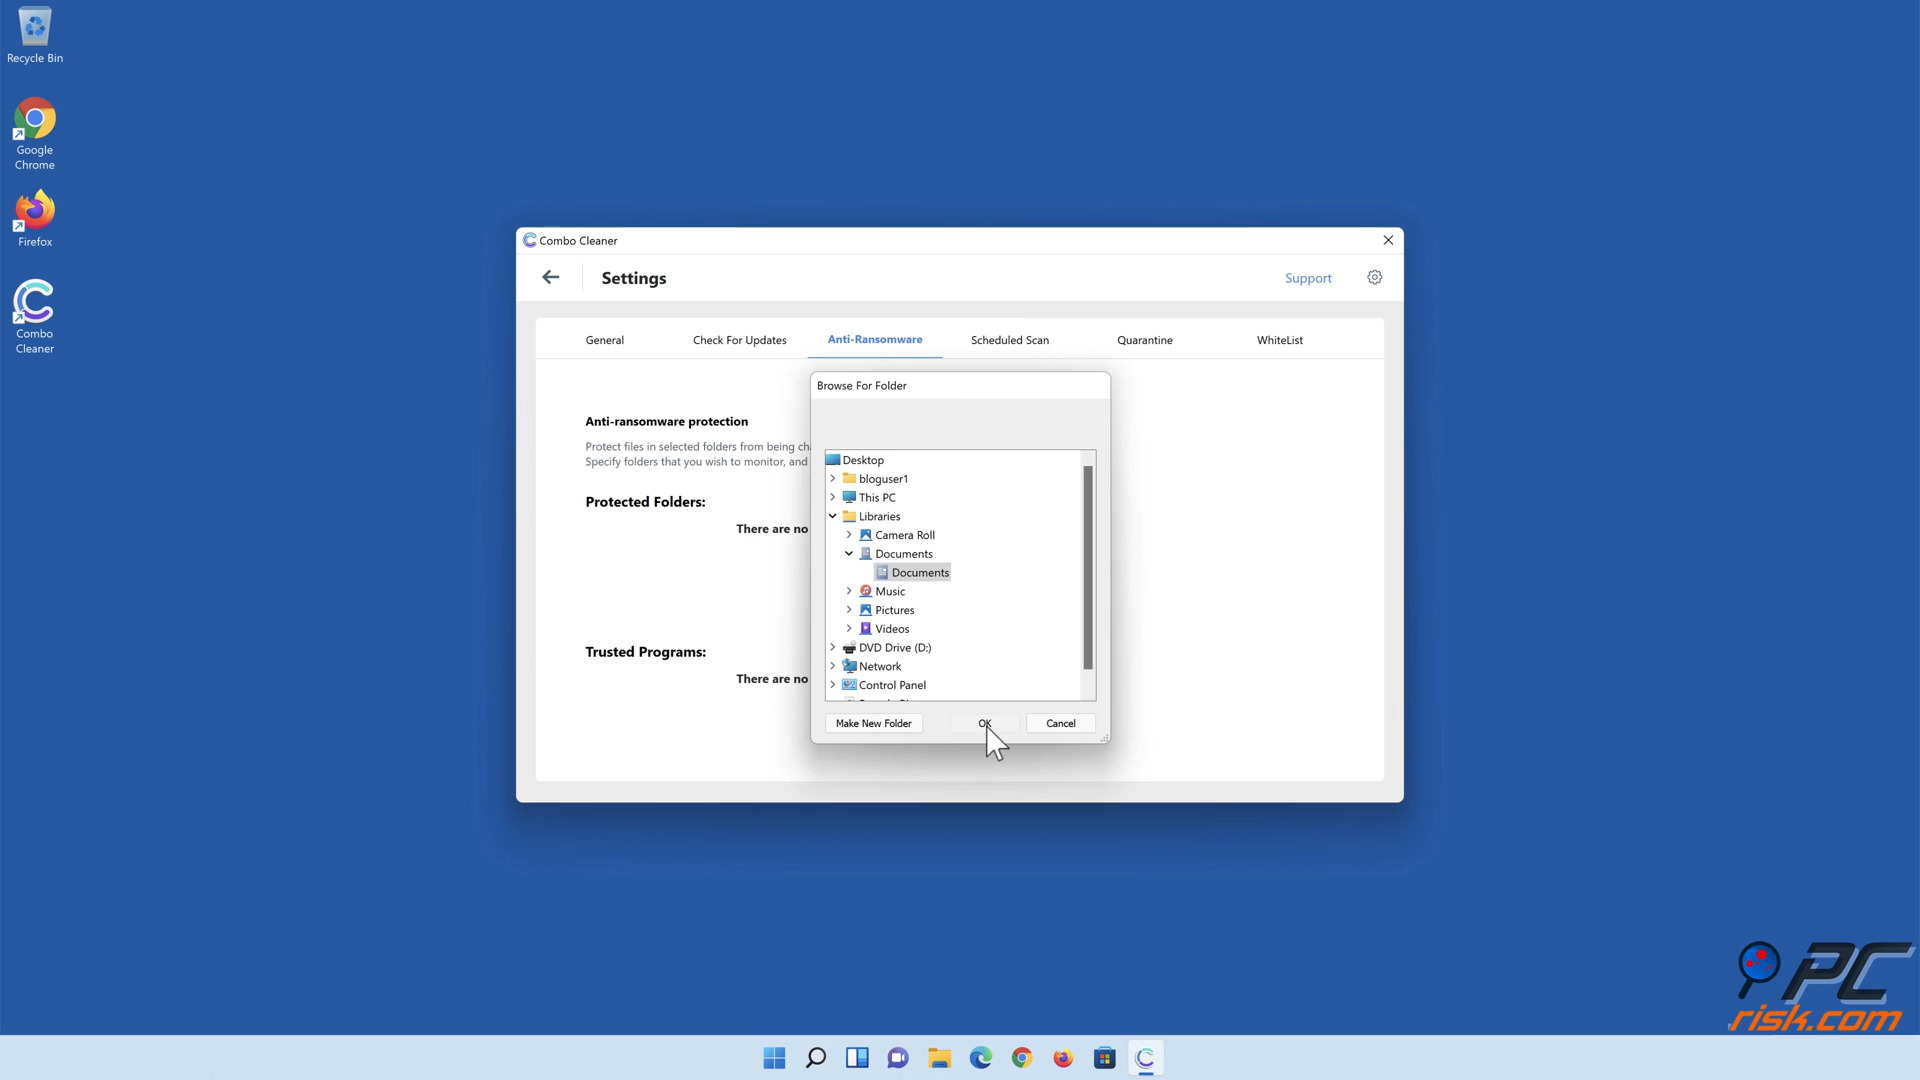 Recycle Bin
Google
Chrome
Firefox
Combo
Cleaner
Combo Cleaner
Settings
Support
General
Check For Updates
Anti-Ransomware
Scheduled Scan
Quarantine
WhiteList
Browse For Folder
Anti-ransomware protection
Protect files in selected folders from being
Specify folders that you wish to monitor, and
Protected Folders:
There are no
Trusted Programs:
There are no
Desktop
bloguser1
This PC
Libraries
Camera Roll
Documents
Documents
Music
Pictures
Videos
DVD Drive (D:)
Network
Control Panel
Make New Folder
OK
Cancel
PC
risk.com